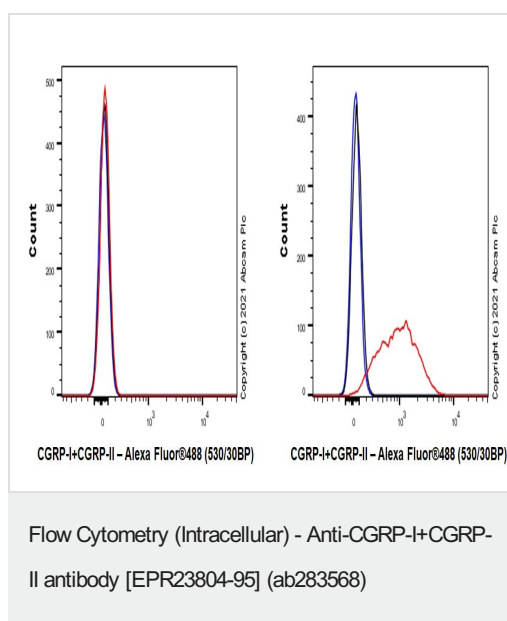 500
400
300
200
100
0
Count
0 10^3 10^4
CGRP-I+CGRP-II – Alexa Fluor®488 (530/30BP)
Copyright (c) 2021 Abcam Plc
400
300
200
100
0
Count
0 10^3 10^4
CGRP-I+CGRP-II – Alexa Fluor®488 (530/30BP)
Copyright (c) 2021 Abcam Plc
Flow Cytometry (Intracellular) - Anti-CGRP-I+CGRP-
II antibody [EPR23804-95] (ab283568)